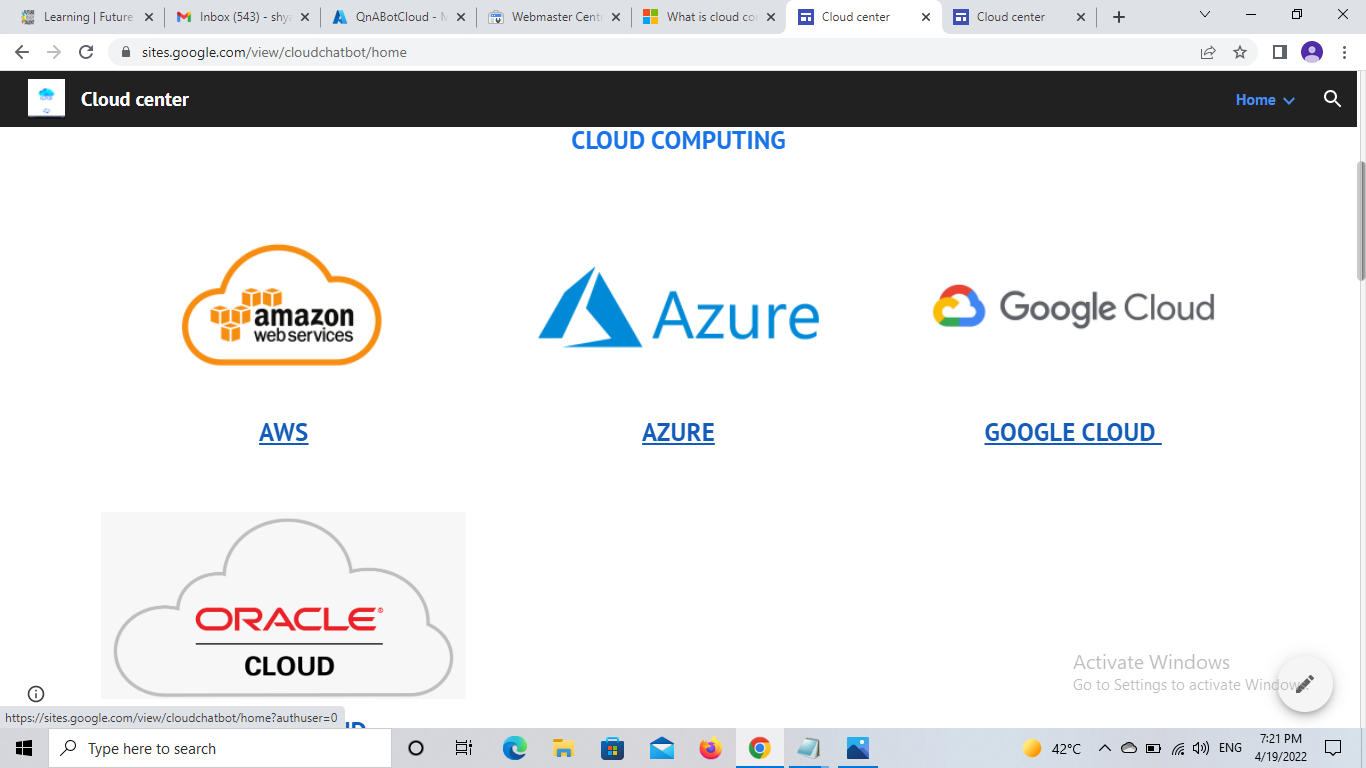 Learning | Future
Inbox (543) - shya
QnABotCloud - M
Webmaster Centr
What is cloud co
Cloud center
Cloud center
sites.google.com/view/cloudchatbot/home
Cloud center
Home
CLOUD COMPUTING
amazon
web services
Azure
Google Cloud
AWS
AZURE
GOOGLE CLOUD
ORACLE®
CLOUD
Activate Windows
Go to Settings to activate Windows.
https://sites.google.com/view/cloudchatbot/home?authuser=0
Type here to search
42°C
ENG
7:21 PM
4/19/2022